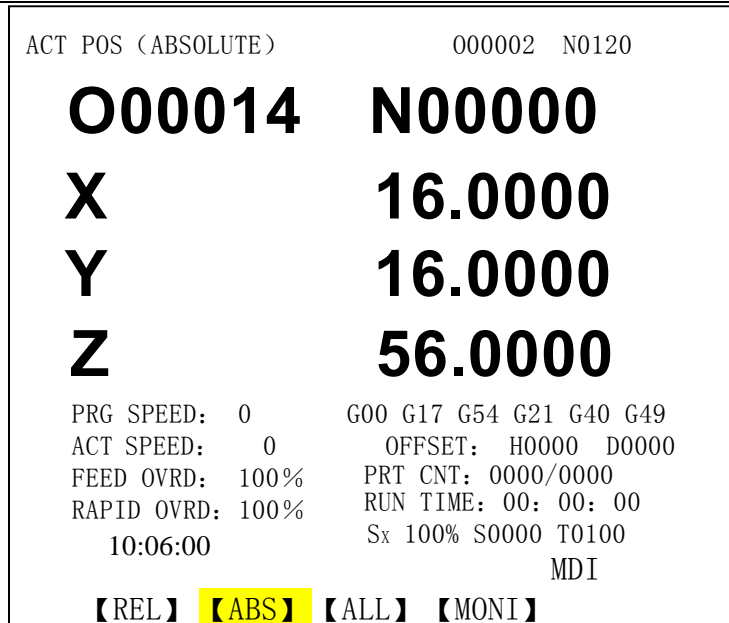 ACT POS（ABSOLUTE） O00002 N0120
O00014 N00000
X 16.0000
Y 16.0000
Z 56.0000
PRG SPEED： 0 G00 G17 G54 G21 G40 G49
ACT SPEED： 0 OFFSET： H0000 D0000
FEED OVRD： 100％ PRT CNT：0000/0000
RAPID OVRD：100％ RUN TIME：00：00：00
10:06:00 Sx 100% S0000 T0100
MDI
【REL】 【ABS】 【ALL】 【MONI】